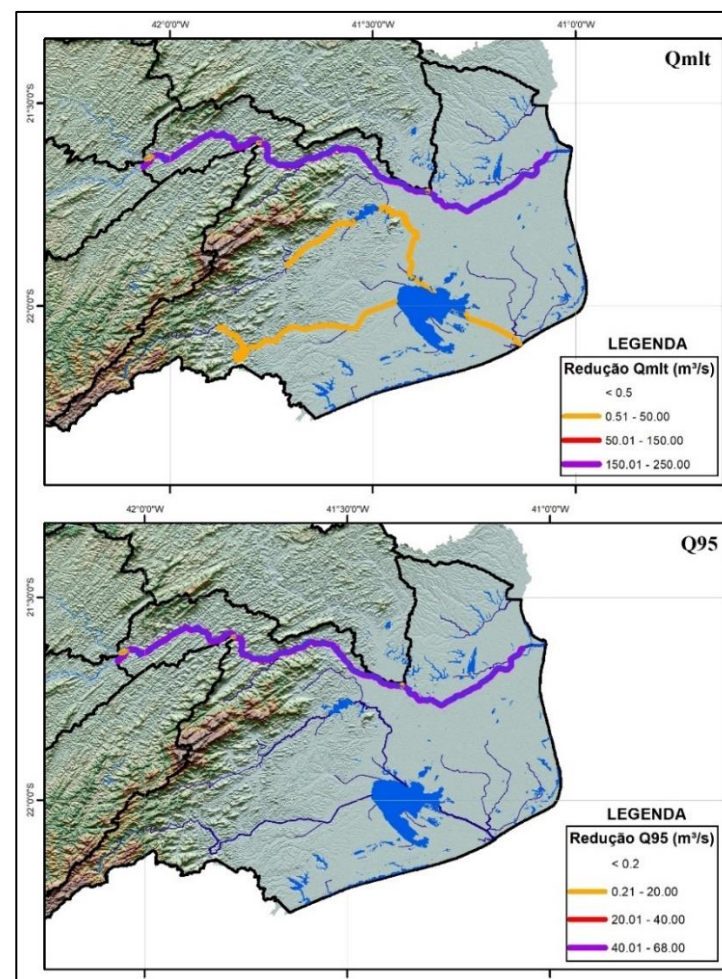 42°0'0"W 41°30'0"W 41°0'0"W
Qmlt
21°30'0"S
22°0'0"S
LEGENDA
Redução Qmlt (m³/s)
< 0.5
0.51 - 50.00
50.01 - 150.00
150.01 - 250.00
42°0'0"W 41°30'0"W 41°0'0"W
Q95
21°30'0"S
22°0'0"S
LEGENDA
Redução Q95 (m³/s)
< 0.2
0.21 - 20.00
20.01 - 40.00
40.01 - 68.00